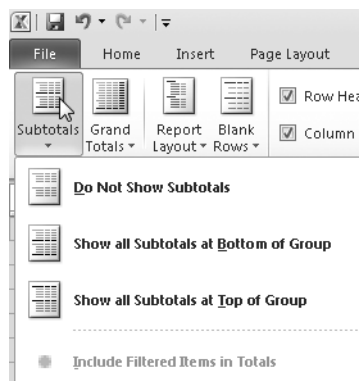 File Home Insert Page Layout
Subtotals Grand Totals Report Layout Blank Rows
Row Hea
Column
Do Not Show Subtotals
Show all Subtotals at Bottom of Group
Show all Subtotals at Top of Group
Include Filtered Items in Totals